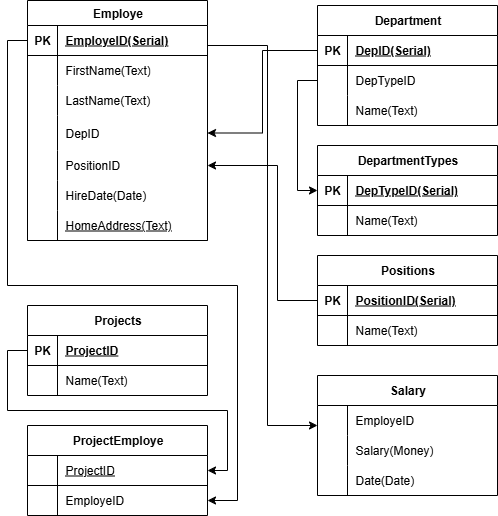 Employe
PK EmployeID(Serial)
FirstName(Text)
LastName(Text)
DepID
PositionID
HireDate(Date)
HomeAddress(Text)
Department
PK DepID(Serial)
DepTypeID
Name(Text)
DepartmentTypes
PK DepTypeID(Serial)
Name(Text)
Positions
PK PositionID(Serial)
Name(Text)
Projects
PK ProjectID
Name(Text)
Salary
EmployeID
Salary(Money)
Date(Date)
ProjectEmploye
ProjectID
EmployeID